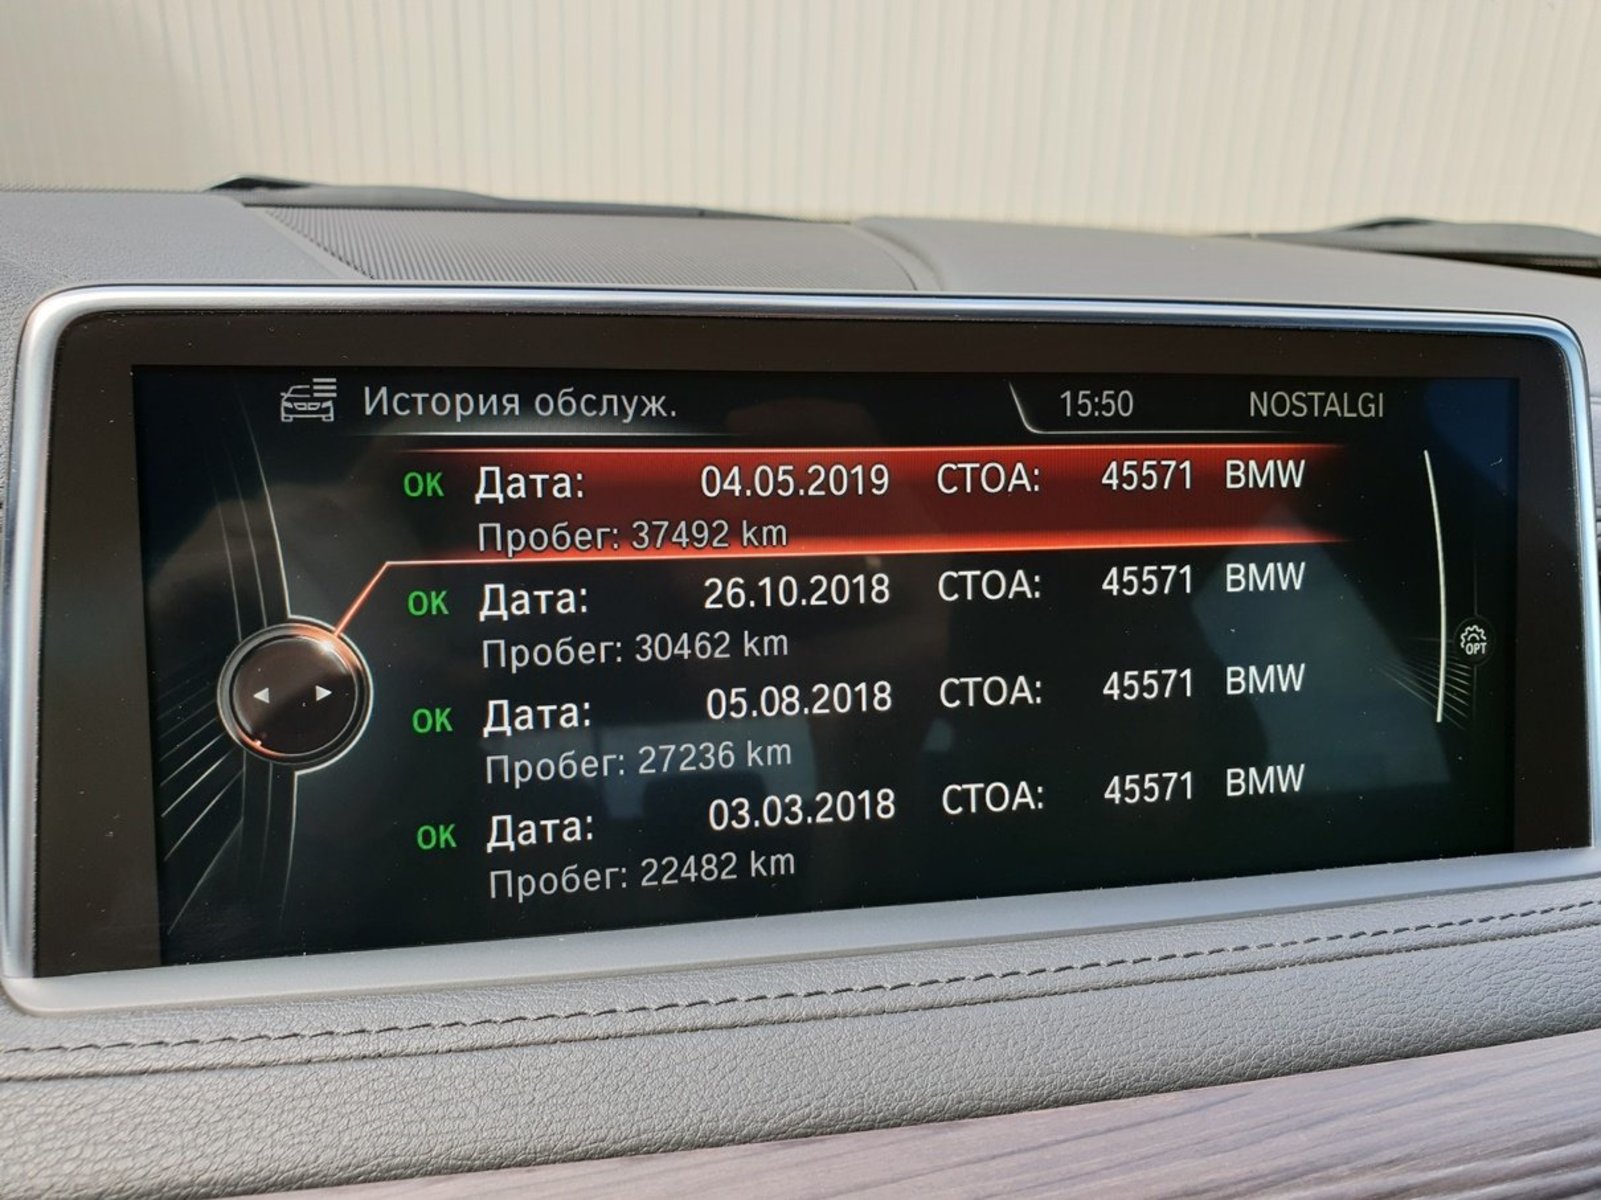 История обслуж. 15:50 NOSTALGI
OK Дата: 04.05.2019 СТОА: 45571 BMW
Пробег: 37492 km
OK Дата: 26.10.2018 СТОА: 45571 BMW
Пробег: 30462 km
OK Дата: 05.08.2018 СТОА: 45571 BMW
Пробег: 27236 km
OK Дата: 03.03.2018 СТОА: 45571 BMW
Пробег: 22482 km
OPT